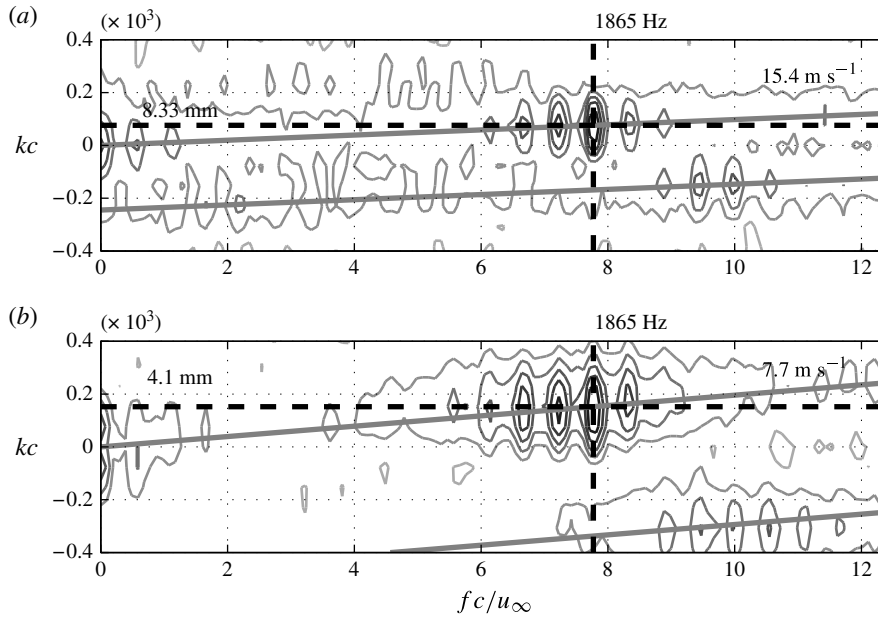 (a)
(× 10³)
1865 Hz
0.4
0.2
0
−0.2
−0.4
kc
8.33 mm
15.4 m s⁻¹
0 2 4 6 8 10 12
(b)
(× 10³)
1865 Hz
0.4
0.2
0
−0.2
−0.4
kc
4.1 mm
7.7 m s⁻¹
0 2 4 6 8 10 12
fc/u∞